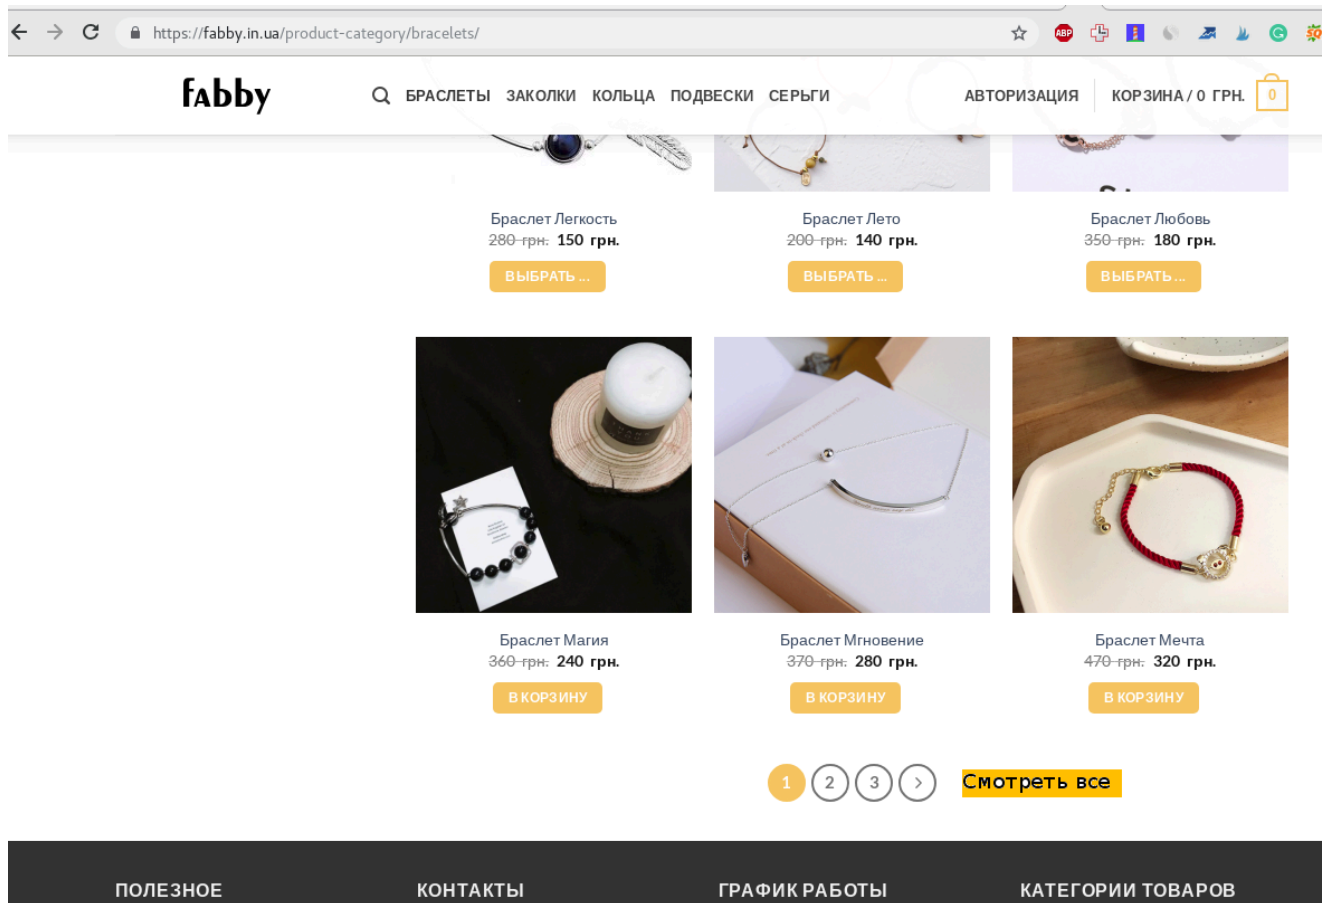 https://fabby.in.ua/product-category/bracelets/
ABP
fabby
БРАСЛЕТЫ ЗАКОЛКИ КОЛЬЦА ПОДВЕСКИ СЕРЬГИ
АВТОРИЗАЦИЯ
КОРЗИНА / 0 ГРН. 0
Браслет Легкость
280 грн. 150 грн.
ВЫБРАТЬ ...
Браслет Лето
200 грн. 140 грн.
ВЫБРАТЬ ...
Браслет Любовь
350 грн. 180 грн.
ВЫБРАТЬ ...
Браслет Магия
360 грн. 240 грн.
В КОРЗИНУ
Браслет Мгновение
370 грн. 280 грн.
В КОРЗИНУ
Браслет Мечта
470 грн. 320 грн.
В КОРЗИНУ
1 2 3
Смотреть все
ПОЛЕЗНОЕ
КОНТАКТЫ
ГРАФИК РАБОТЫ
КАТЕГОРИИ ТОВАРОВ